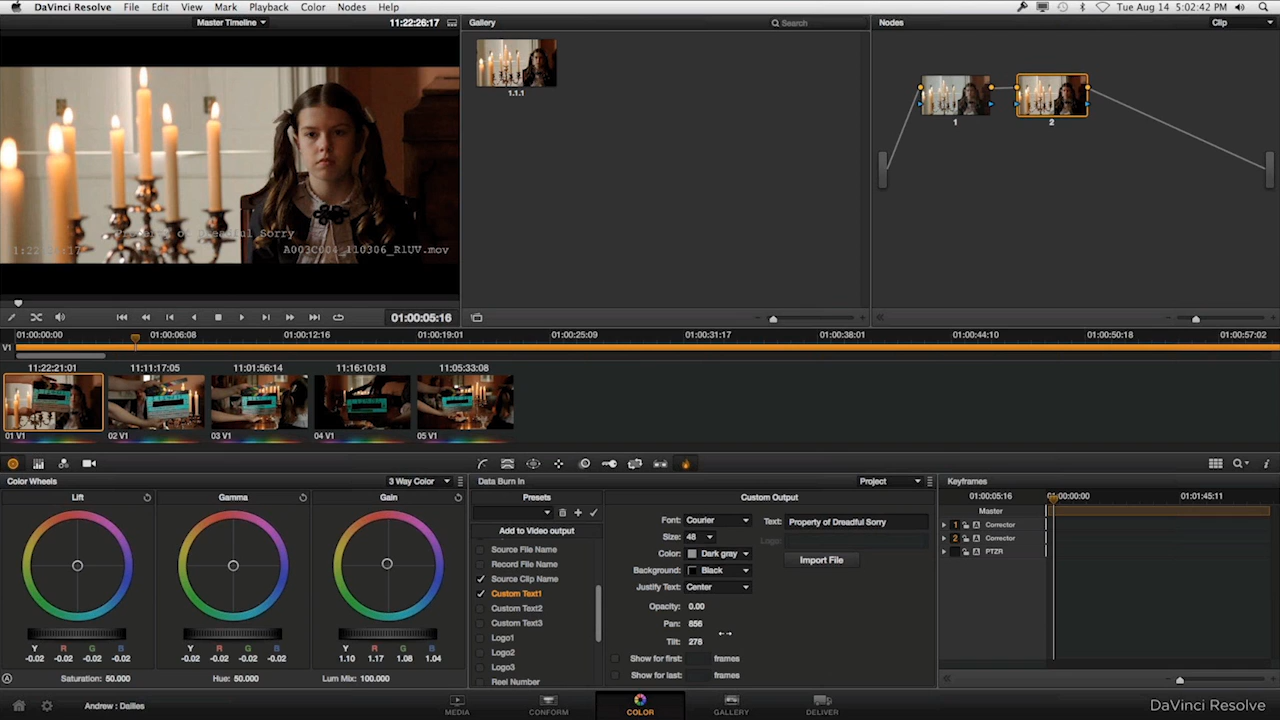 DaVinci Resolve File Edit View Mark Playback Color Nodes Help Tue Aug 14 5:02:42 PM
Master Timeline 11:22:26:17 Gallery Search Nodes Clip
1.1.1
1 2
Property of Dreadful Sorry
1:22:26:17 A003C004_110306_R1UV.mov
01:00:05:16
01:00:00:00 01:00:06:08 01:00:12:16 01:00:19:01 01:00:25:09 01:00:31:17 01:00:38:01 01:00:44:10 01:00:50:18 01:00:57:02
V1
11:22:21:01 11:11:17:05 11:01:56:14 11:16:10:18 11:05:33:08
01 V1 02 V1 03 V1 04 V1 05 V1
Color Wheels 3 Way Color Data Burn In Project Keyframes
Lift Gamma Gain Presets Custom Output 01:00:05:16 01:00:00:00 01:01:45:11
Master
Add to Video output
Source File Name
Record File Name
Source Clip Name
Custom Text1
Custom Text2
Custom Text3
Logo1
Logo2
Logo3
Reel Number
Font: Courier Text: Property of Dreadful Sorry
Size: 48 Logo:
Color: Dark gray Import File
Background: Black
Justify Text: Center
Opacity: 0.00
Pan: 856
Tilt: 278
Show for first: frames
Show for last: frames
1 Corrector
2 Corrector
PTZR
Y R G B Y R G B Y R G B
-0.02 -0.02 -0.02 -0.02 -0.02 -0.02 -0.02 -0.02 1.10 1.17 1.08 1.04
Saturation: 50.000 Hue: 50.000 Lum Mix: 100.000
Andrew : Dailies MEDIA CONFORM COLOR GALLERY DELIVER DaVinci Resolve